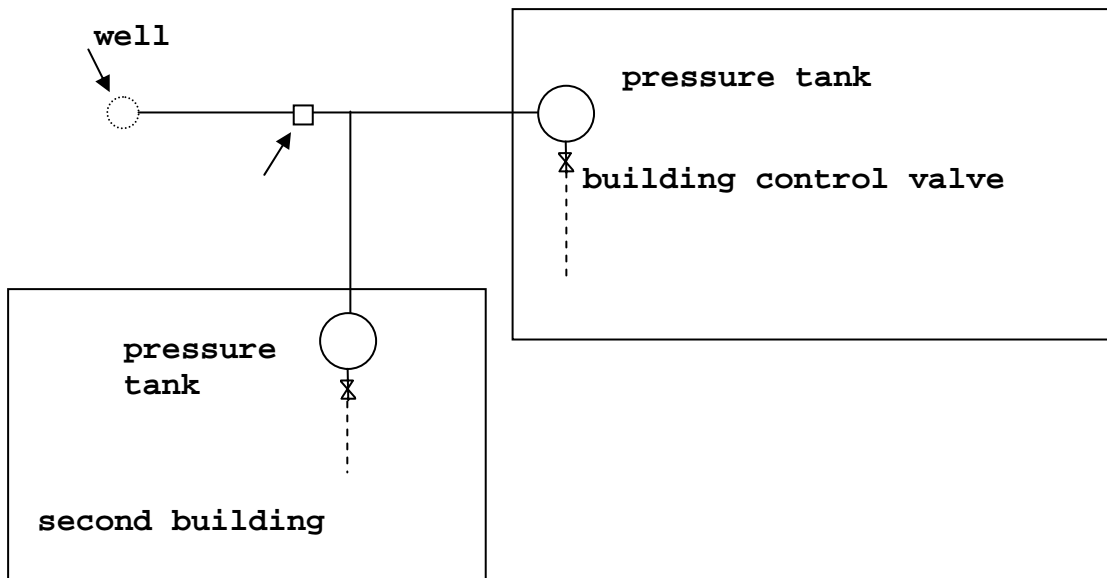 well
pressure tank
building control valve
pressure
tank
second building